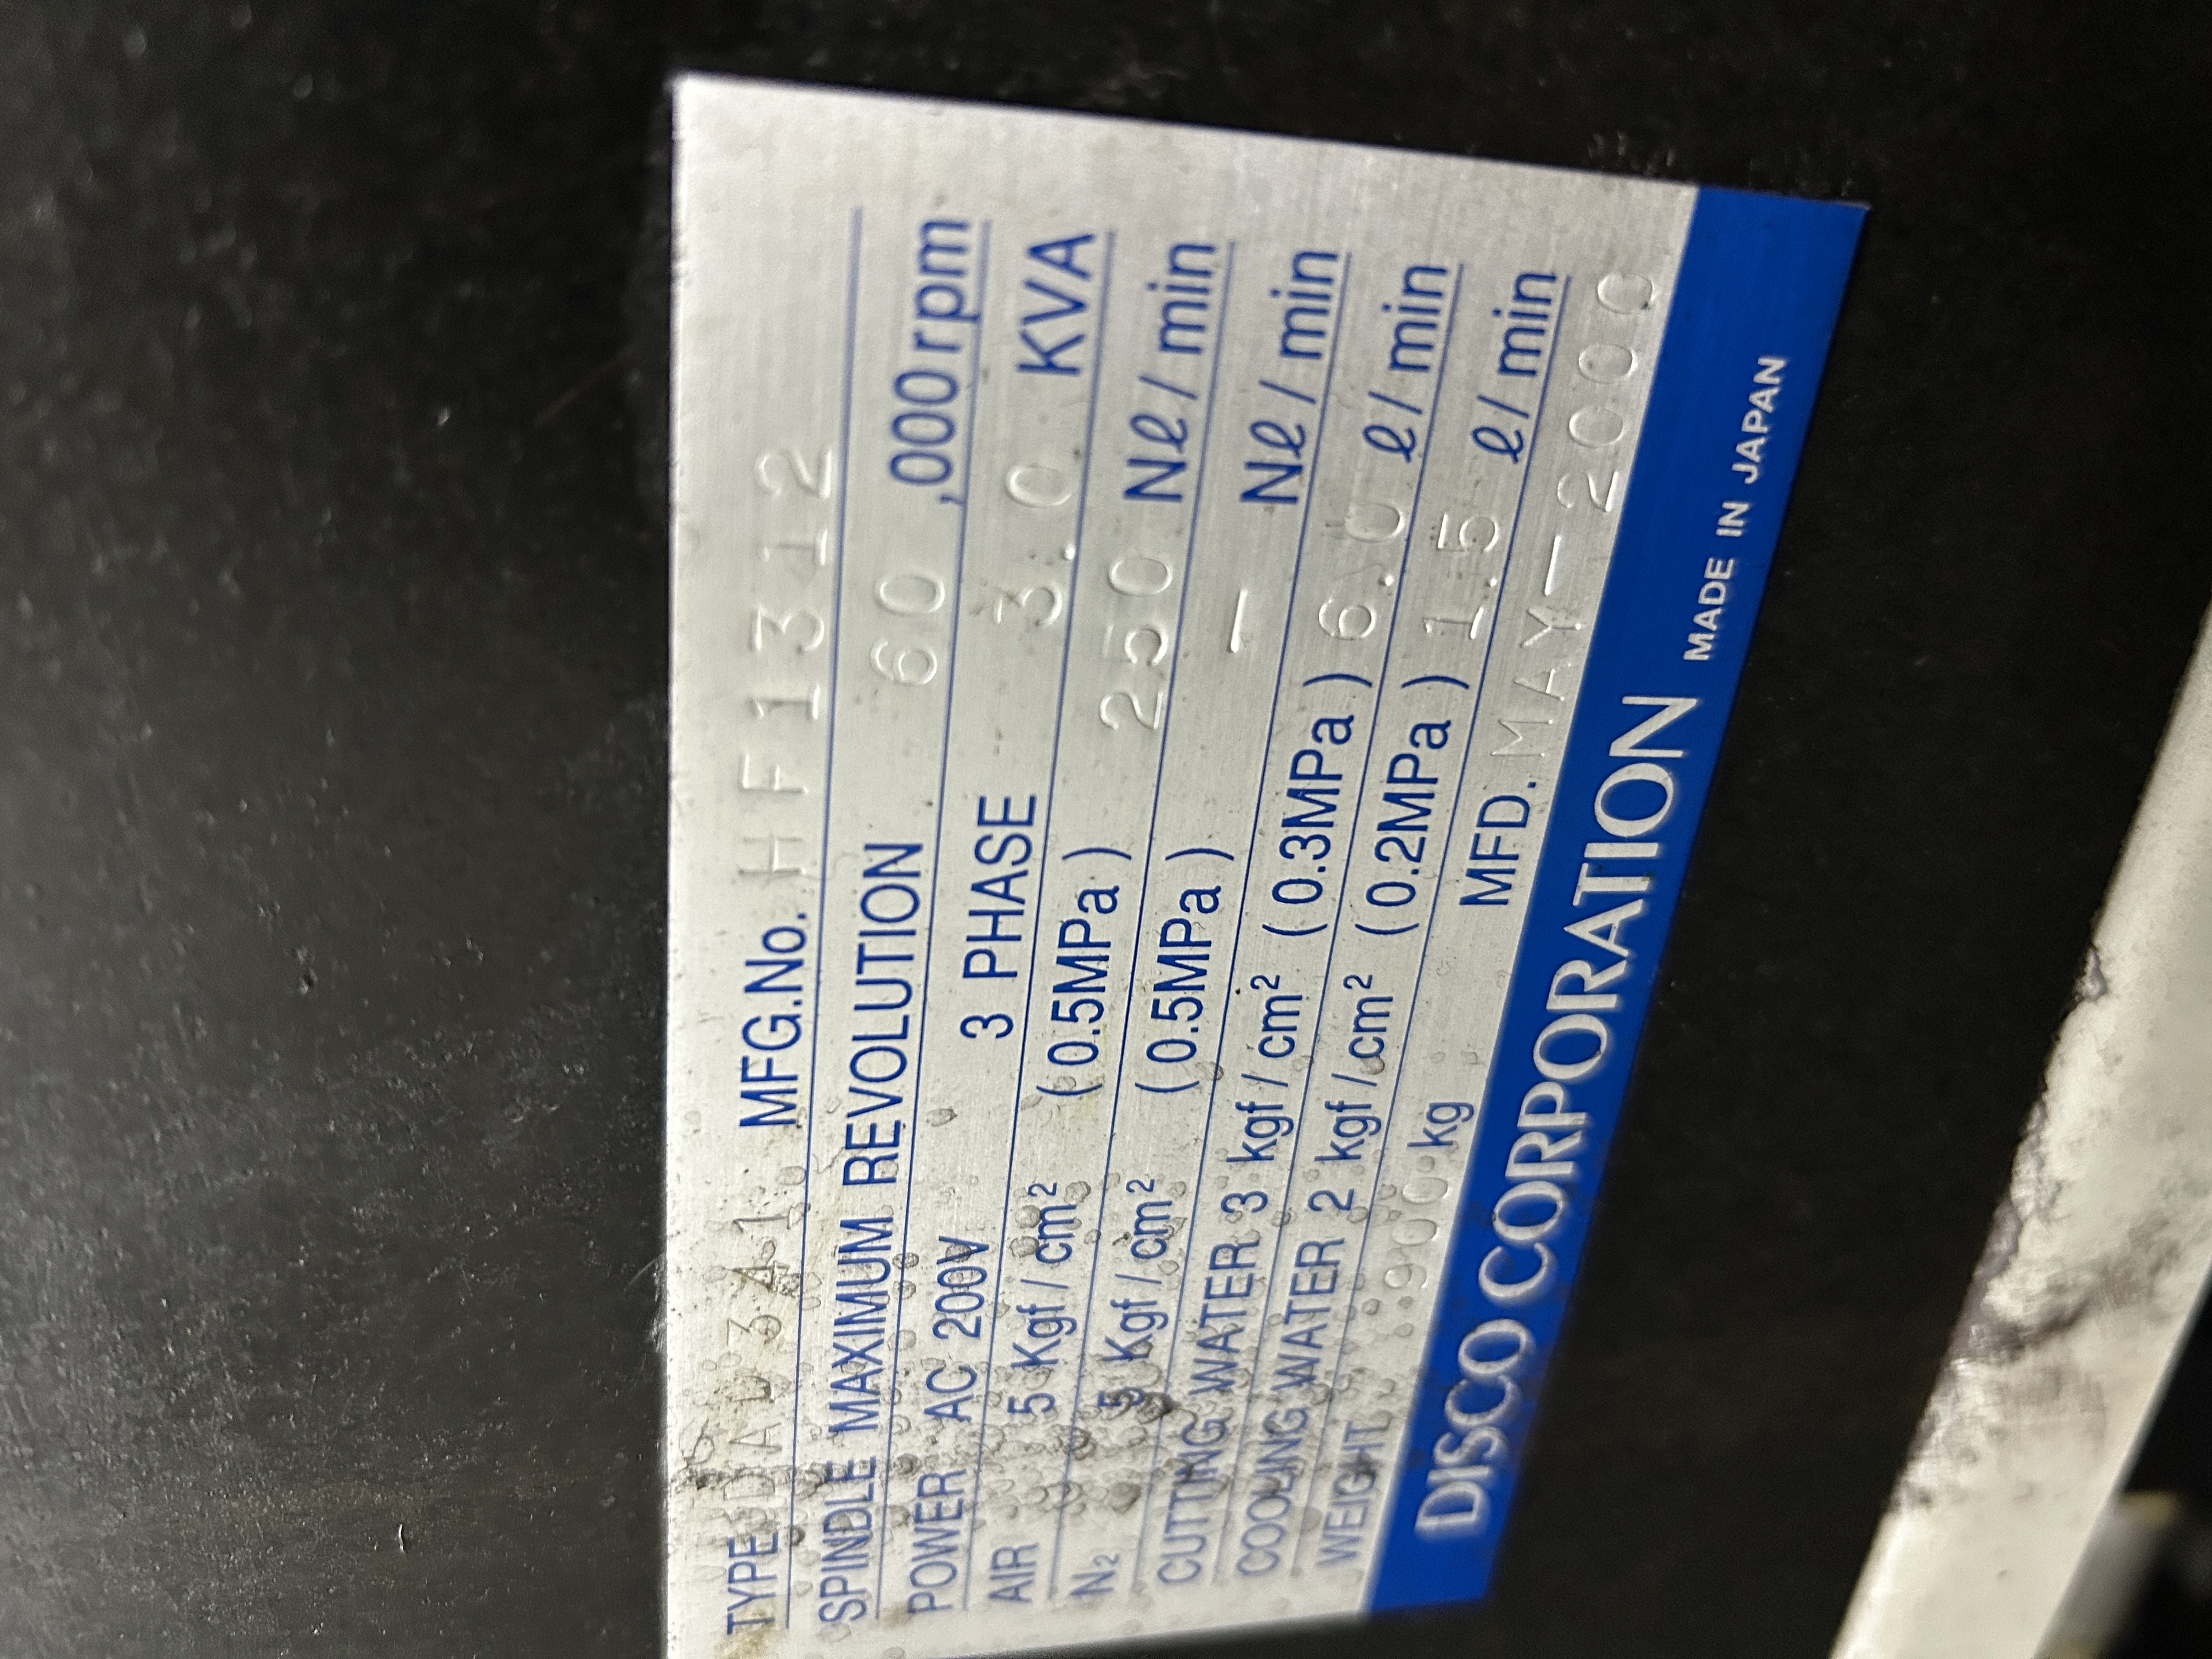 TYPE DAD341 MFG.No. HF1312
SPINDLE MAXIMUM REVOLUTION 60 ,000rpm
POWER AC 200V 3 PHASE 3.0 KVA
AIR 5 Kgf/cm² (0.5MPa) 250 Nℓ/min
N₂ 5 Kgf/cm² (0.5MPa) — Nℓ/min
CUTTING WATER 3 kgf/cm² (0.3MPa) 6.0 ℓ/min
COOLING WATER 2 kgf/cm² (0.2MPa) 1.5 ℓ/min
WEIGHT 900 kg MFD. MAY-2000
DISCO CORPORATION MADE IN JAPAN